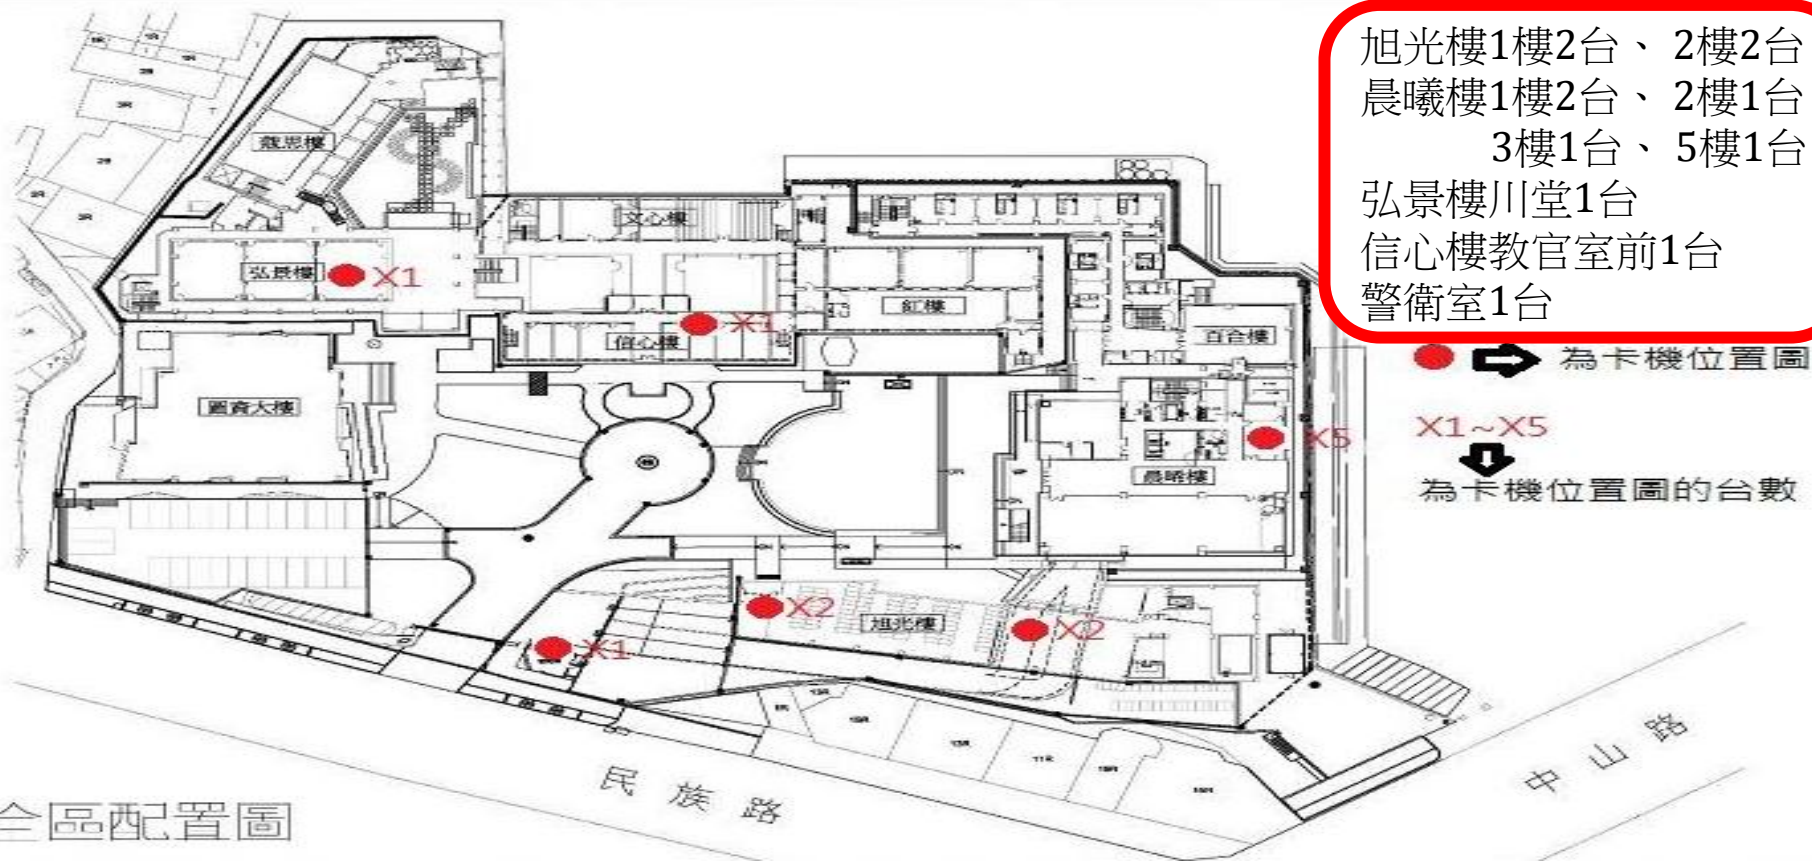 旭光樓1樓2台、 2樓2台
晨曦樓1樓2台、 2樓1台
3樓1台、 5樓1台
弘景樓川堂1台
信心樓教官室前1台
警衛室1台
為卡機位置圖
X1~X5
為卡機位置圖的台數
蔻思樓
文心樓
弘景樓
X1
紅樓
X1
信心樓
百合樓
圖資大樓
X5
晨晞樓
X2
旭光樓
X2
X1
民族路
中山路
全區配置圖